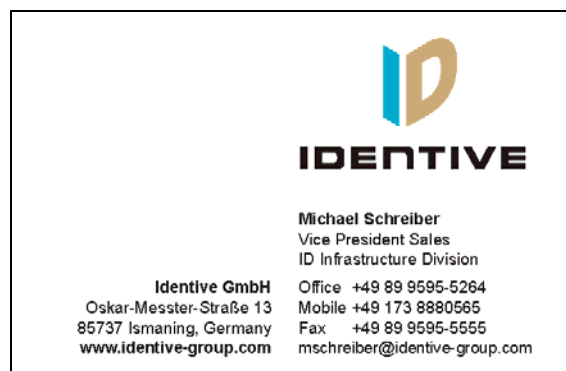 IDENTIVE
Michael Schreiber
Vice President Sales
ID Infrastructure Division
Identive GmbH
Oskar-Messter-Straße 13
85737 Ismaning, Germany
www.identive-group.com
Office +49 89 9595-5264
Mobile +49 173 8880565
Fax +49 89 9595-5555
mschreiber@identive-group.com